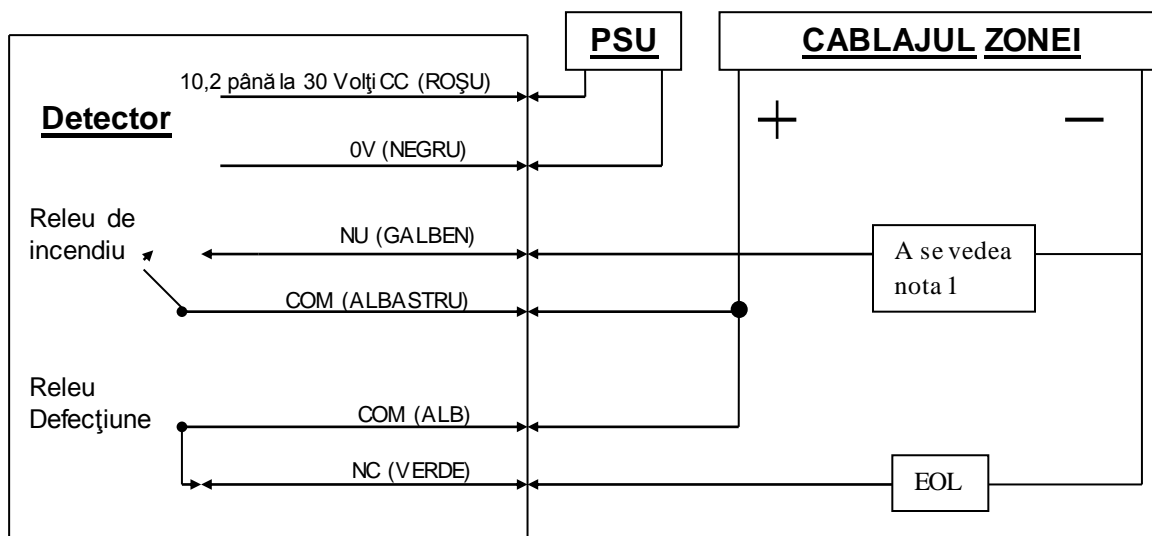 PSU
CABLAJUL ZONEI
10,2 până la 30 Volţi CC (ROŞU)
Detector
+
—
0V (NEGRU)
Releu de
incendiu
NU (GALBEN)
A se vedea
nota 1
COM (ALBASTRU)
Releu
Defecţiune
COM (ALB)
NC (VERDE)
EOL